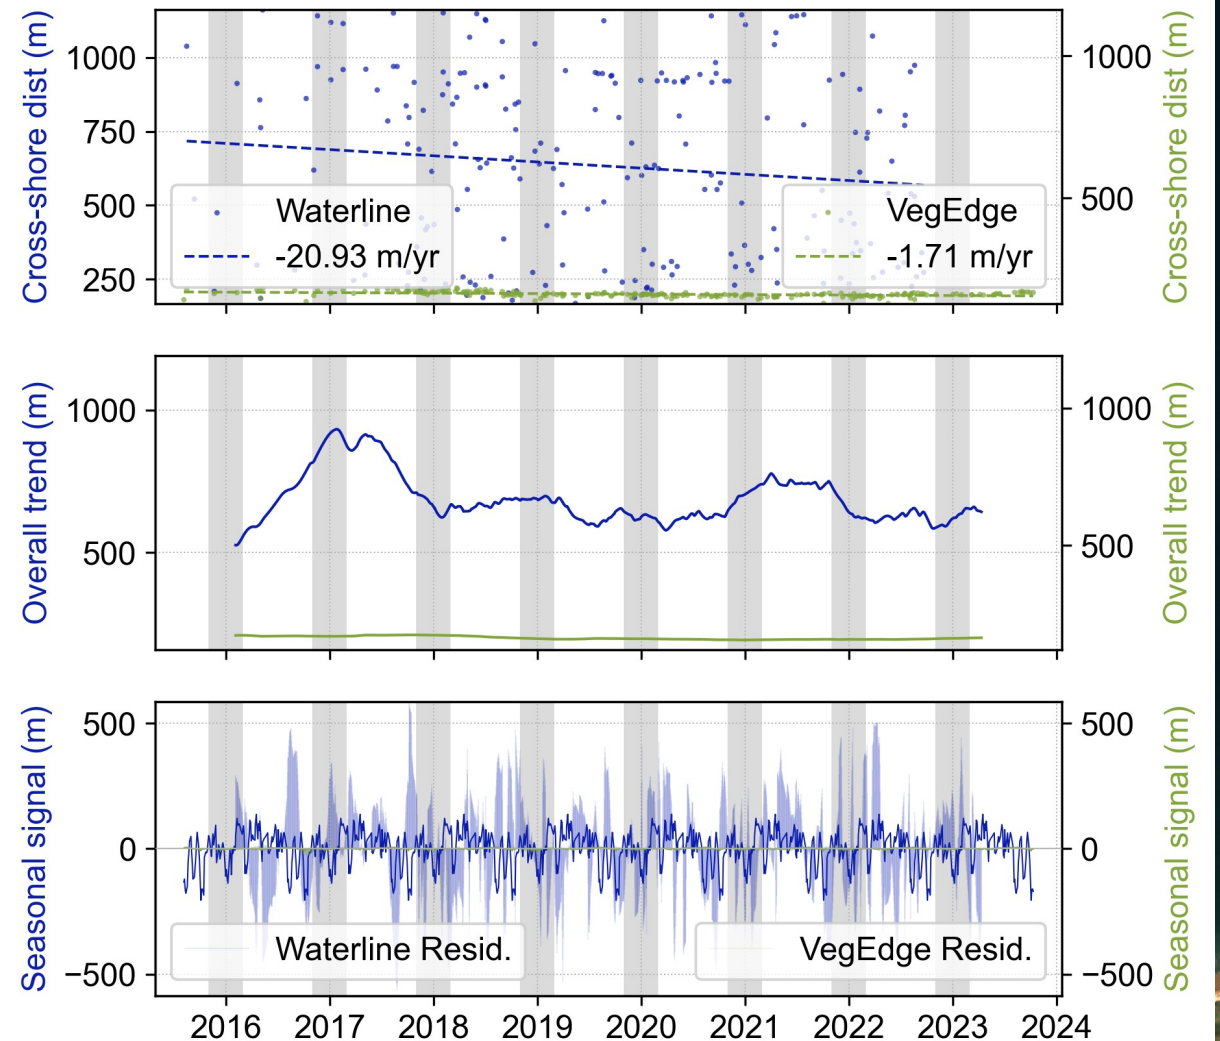 Cross-shore dist (m)
1000
750
500
250
Waterline
-20.93 m/yr
VegEdge
-1.71 m/yr
1000
500
Cross-shore dist (m)
Overall trend (m)
1000
500
1000
500
Overall trend (m)
Seasonal signal (m)
500
0
−500
Waterline Resid.
VegEdge Resid.
500
0
−500
Seasonal signal (m)
2016 2017 2018 2019 2020 2021 2022 2023 2024